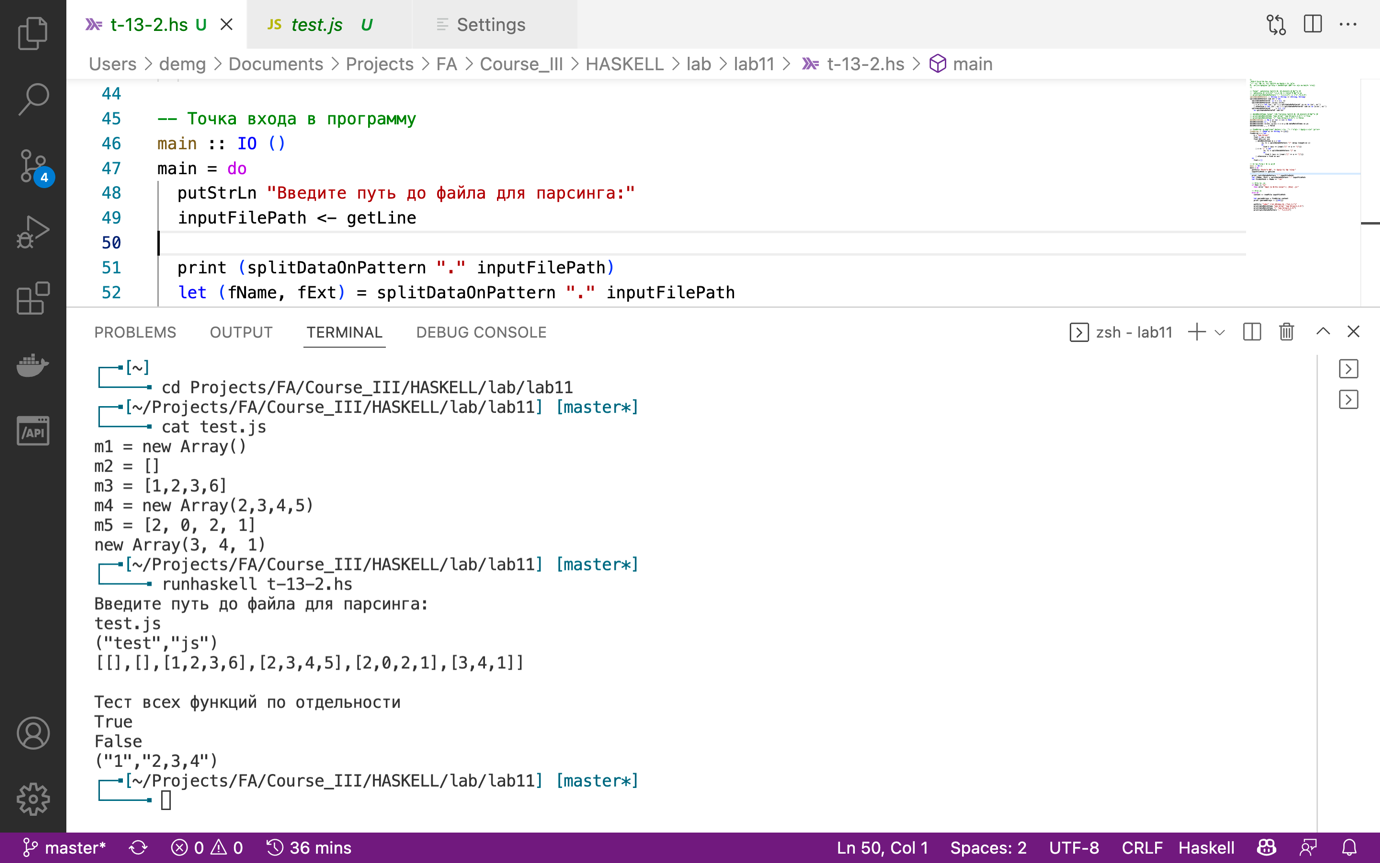 t-13-2.hs U
JS test.js U
Settings
Users > demg > Documents > Projects > FA > Course_III > HASKELL > lab > lab11 > t-13-2.hs > main
44
45 -- Точка входа в программу
46 main :: IO ()
47 main = do
48 putStrLn "Введите путь до файла для парсинга:"
49 inputFilePath <- getLine
50
51 print (splitDataOnPattern "." inputFilePath)
52 let (fName, fExt) = splitDataOnPattern "." inputFilePath
4
/API
PROBLEMS OUTPUT TERMINAL DEBUG CONSOLE
zsh - lab11
[~]
cd Projects/FA/Course_III/HASKELL/lab/lab11
[~/Projects/FA/Course_III/HASKELL/lab/lab11] [master*]
cat test.js
m1 = new Array()
m2 = []
m3 = [1,2,3,6]
m4 = new Array(2,3,4,5)
m5 = [2, 0, 2, 1]
new Array(3, 4, 1)
[~/Projects/FA/Course_III/HASKELL/lab/lab11] [master*]
runhaskell t-13-2.hs
Введите путь до файла для парсинга:
test.js
("test","js")
[[],[],[1,2,3,6],[2,3,4,5],[2,0,2,1],[3,4,1]]
Тест всех функций по отдельности
True
False
("1","2,3,4")
[~/Projects/FA/Course_III/HASKELL/lab/lab11] [master*]
master* 0 0 36 mins
Ln 50, Col 1 Spaces: 2 UTF-8 CRLF Haskell